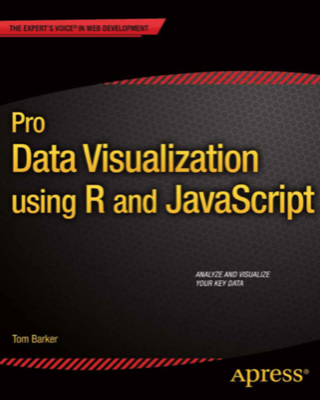 THE EXPERT'S VOICE® IN WEB DEVELOPMENT
Pro
Data Visualization
using R and JavaScript
ANALYZE AND VISUALIZE
YOUR KEY DATA
Tom Barker
Apress®